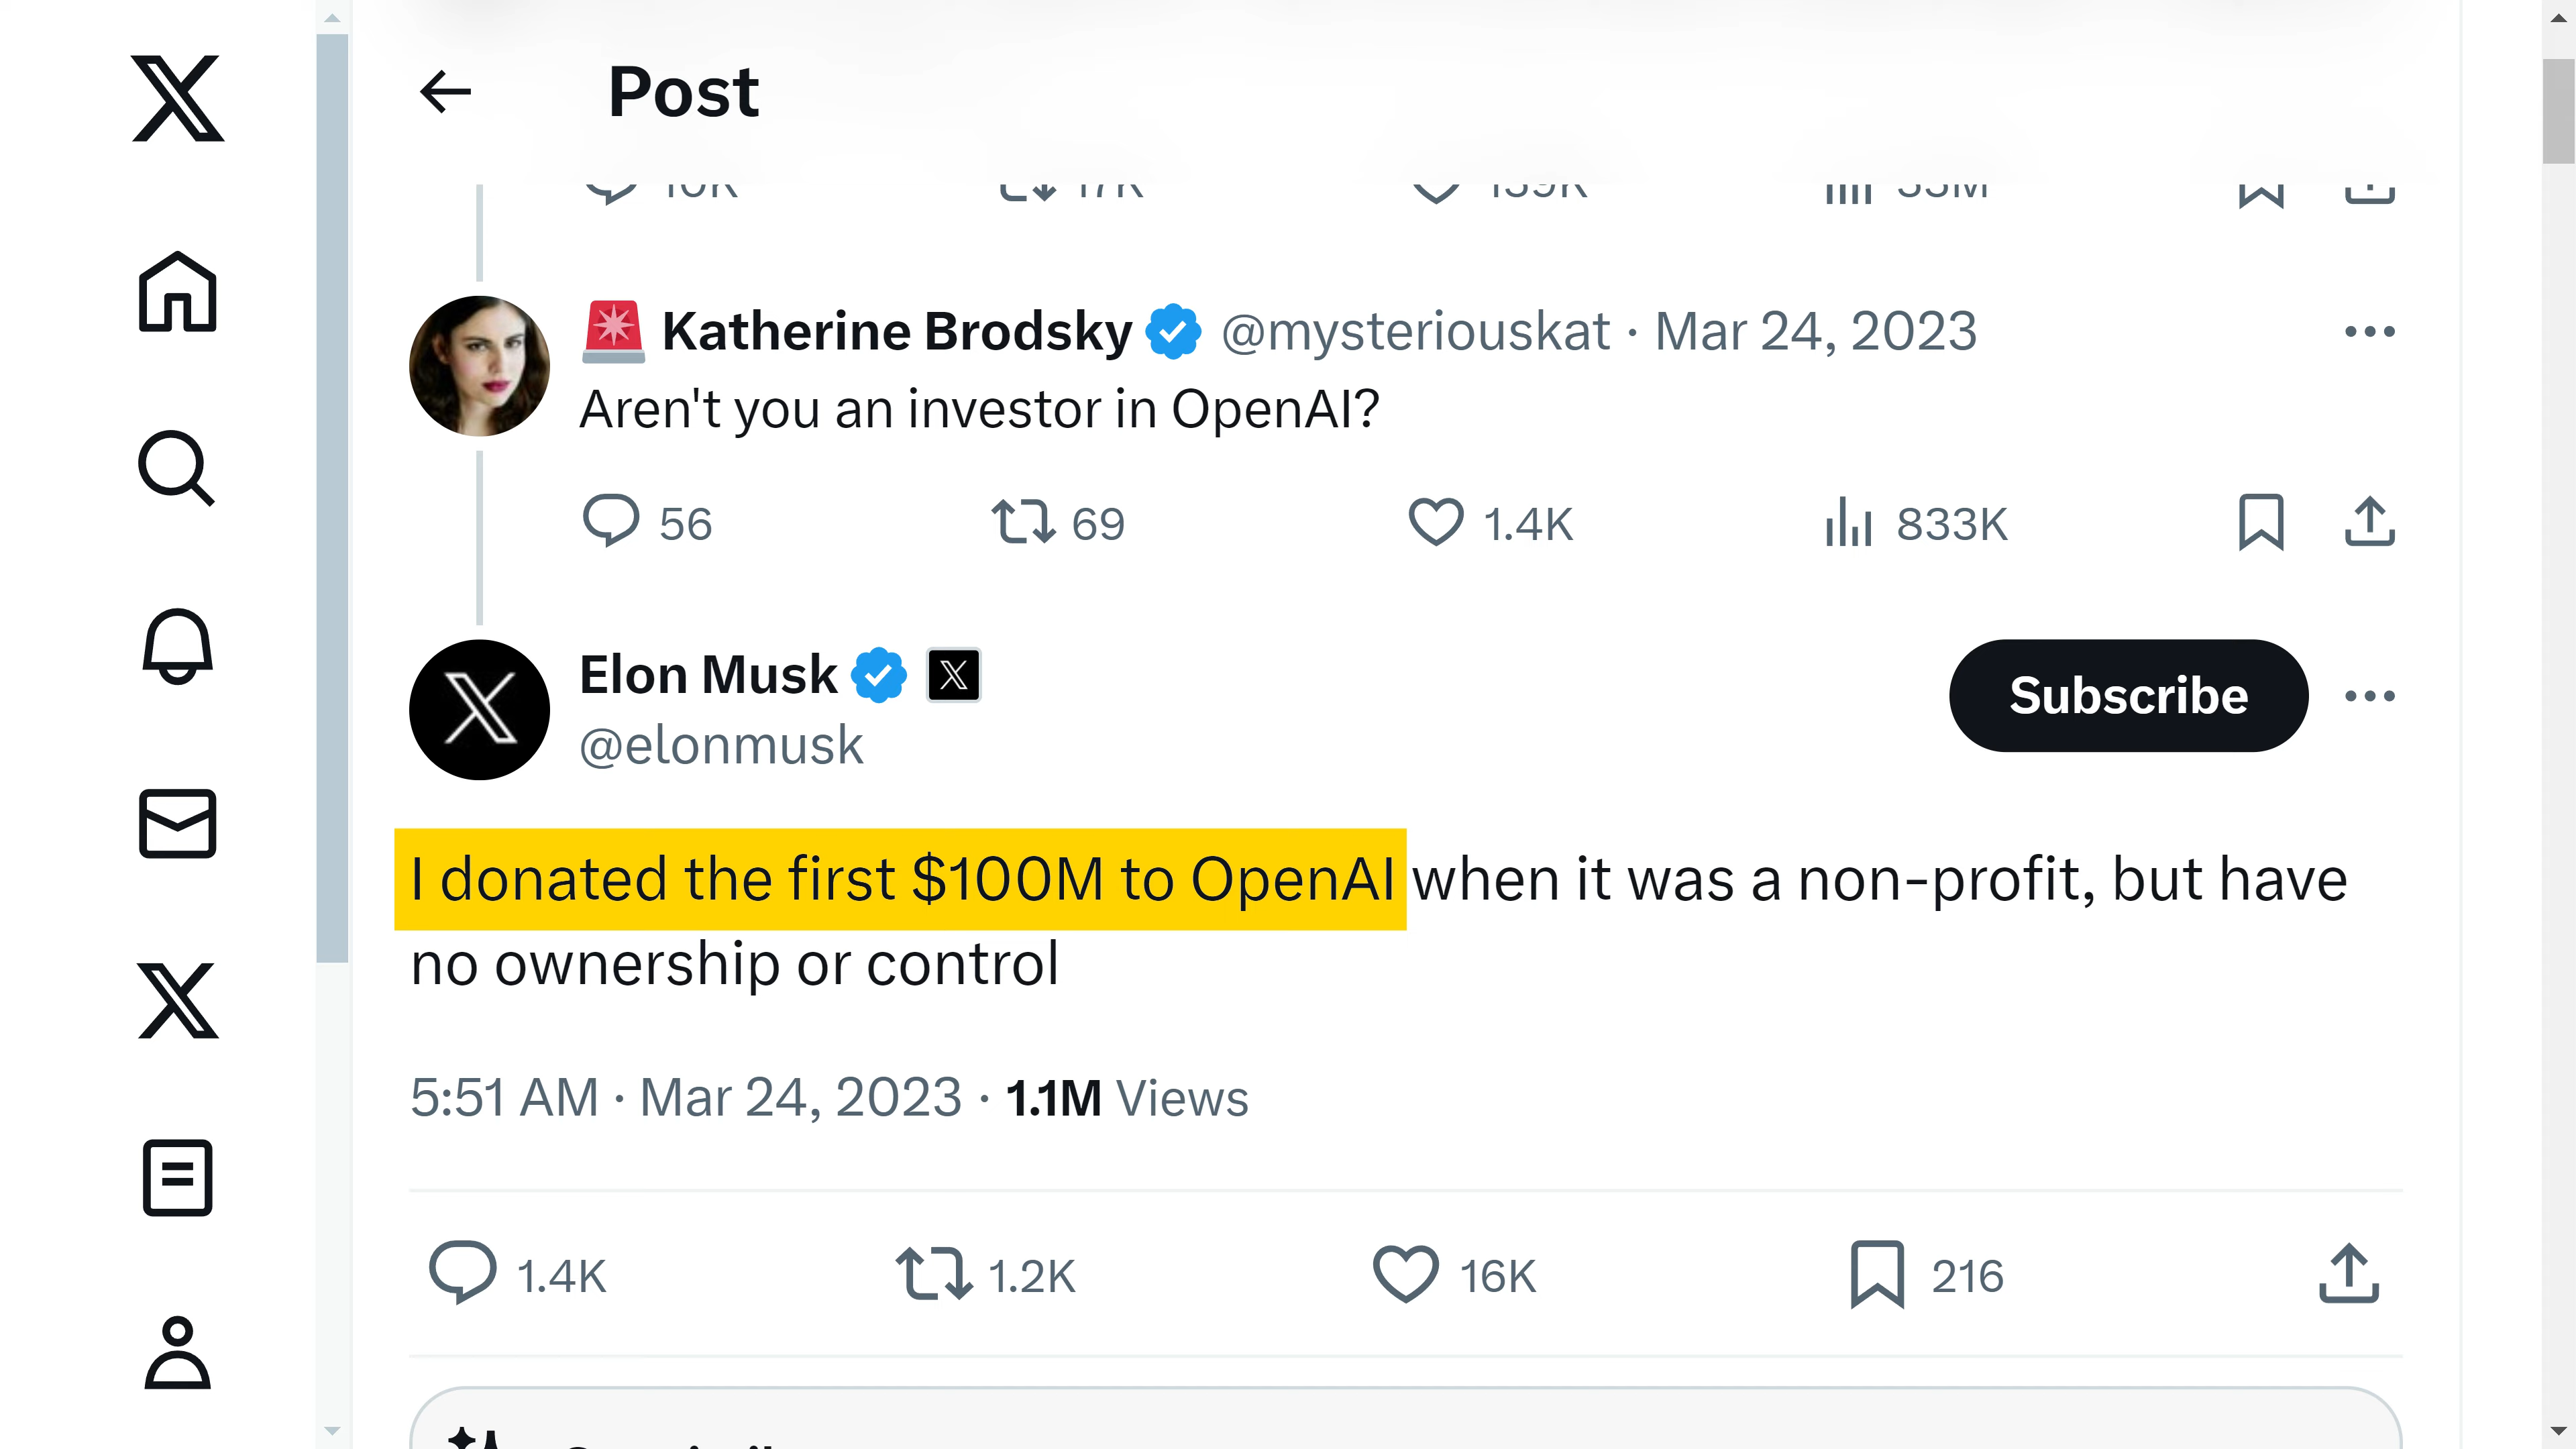 Post
Katherine Brodsky @mysteriouskat · Mar 24, 2023
Aren't you an investor in OpenAI?
56 69 1.4K 833K
Elon Musk
@elonmusk
Subscribe
I donated the first $100M to OpenAI when it was a non-profit, but have
no ownership or control
5:51 AM · Mar 24, 2023 · 1.1M Views
1.4K 1.2K 16K 216